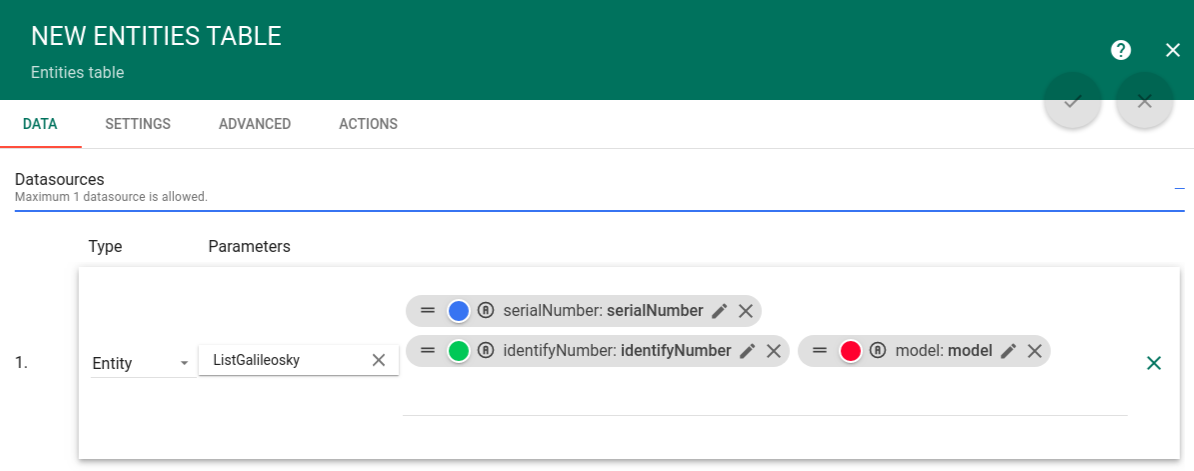 NEW ENTITIES TABLE
Entities table
DATA SETTINGS ADVANCED ACTIONS
Datasources
Maximum 1 datasource is allowed.
Type Parameters
serialNumber: serialNumber
1. Entity ListGalileosky identifyNumber: identifyNumber model: model